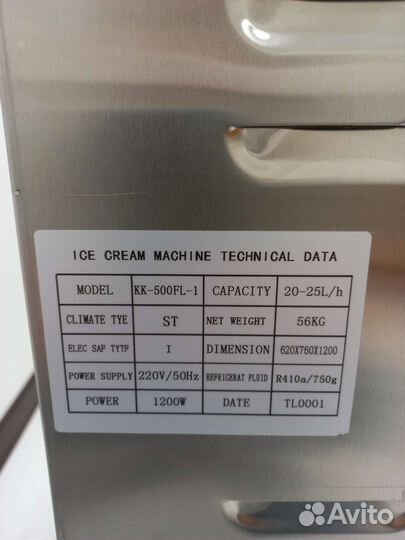 ICE CREAM MACHINE TECHNICAL DATA
MODEL KK-500FL-1 CAPACITY 20-25L/h
CLIMATE TYE ST NET WEIGHT 56KG
ELEC SAF TYTF I DIMENSION 620X760X1200
POWER SUPPLY 220V/50Hz REFRIGERAT FLUID R410a/750g
POWER 1200W DATE TL0001
Avito